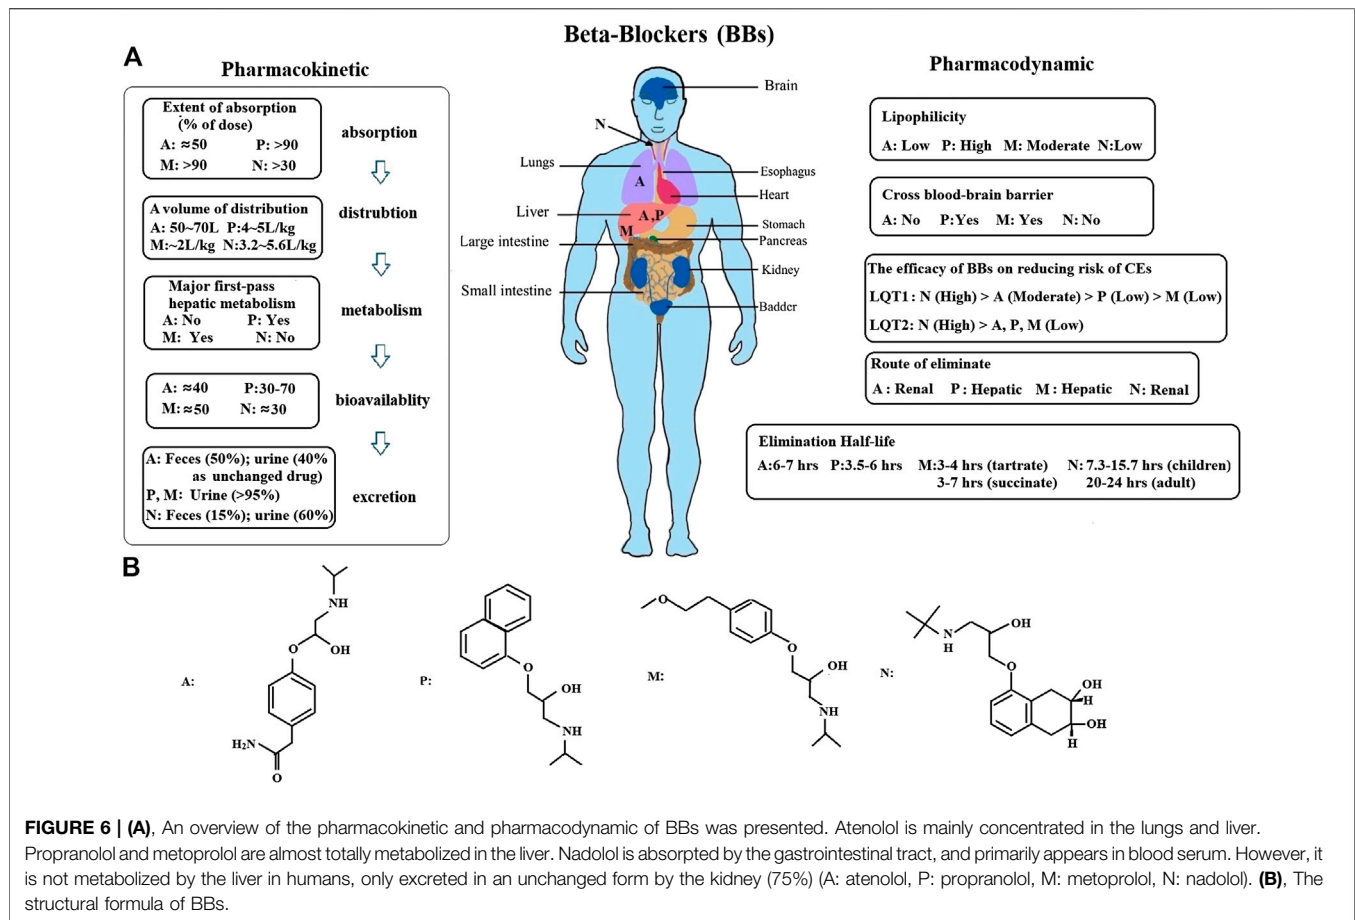 Beta-Blockers (BBs)
A
Pharmacokinetic
Extent of absorption
(% of dose)
A: ≈50 P: >90
M: >90 N: >30
absorption
A volume of distribution
A: 50~70L P:4~5L/kg
M:~2L/kg N:3.2~5.6L/kg
distrubtion
Major first-pass
hepatic metabolism
A: No P: Yes
M: Yes N: No
metabolism
A: ≈40 P:30-70
M:≈50 N: ≈30
bioavailablity
A: Feces (50%); urine (40%
as unchanged drug)
P, M: Urine (>95%)
N: Feces (15%); urine (60%)
excretion
Brain
N
Lungs
A
Esophagus
Heart
Liver
A,P
M
Stomach
Large intestine
Pancreas
Kidney
Small intestine
Badder
Pharmacodynamic
Lipophilicity
A: Low P: High M: Moderate N:Low
Cross blood-brain barrier
A: No P:Yes M: Yes N: No
The efficacy of BBs on reducing risk of CEs
LQT1: N (High) > A (Moderate) > P (Low) > M (Low)
LQT2: N (High) > A, P, M (Low)
Route of eliminate
A : Renal P : Hepatic M : Hepatic N: Renal
Elimination Half-life
A:6-7 hrs P:3.5-6 hrs M:3-4 hrs (tartrate) N: 7.3-15.7 hrs (children)
3-7 hrs (succinate) 20-24 hrs (adult)
B
A:
NH
O
OH
H₂N
O
P:
O
OH
NH
M:
O
O
OH
NH
N:
N
H
OH
O
OH
H
OH
H
FIGURE 6 | (A), An overview of the pharmacokinetic and pharmacodynamic of BBs was presented. Atenolol is mainly concentrated in the lungs and liver.
Propranolol and metoprolol are almost totally metabolized in the liver. Nadolol is absorpted by the gastrointestinal tract, and primarily appears in blood serum. However, it
is not metabolized by the liver in humans, only excreted in an unchanged form by the kidney (75%) (A: atenolol, P: propranolol, M: metoprolol, N: nadolol). (B), The
structural formula of BBs.